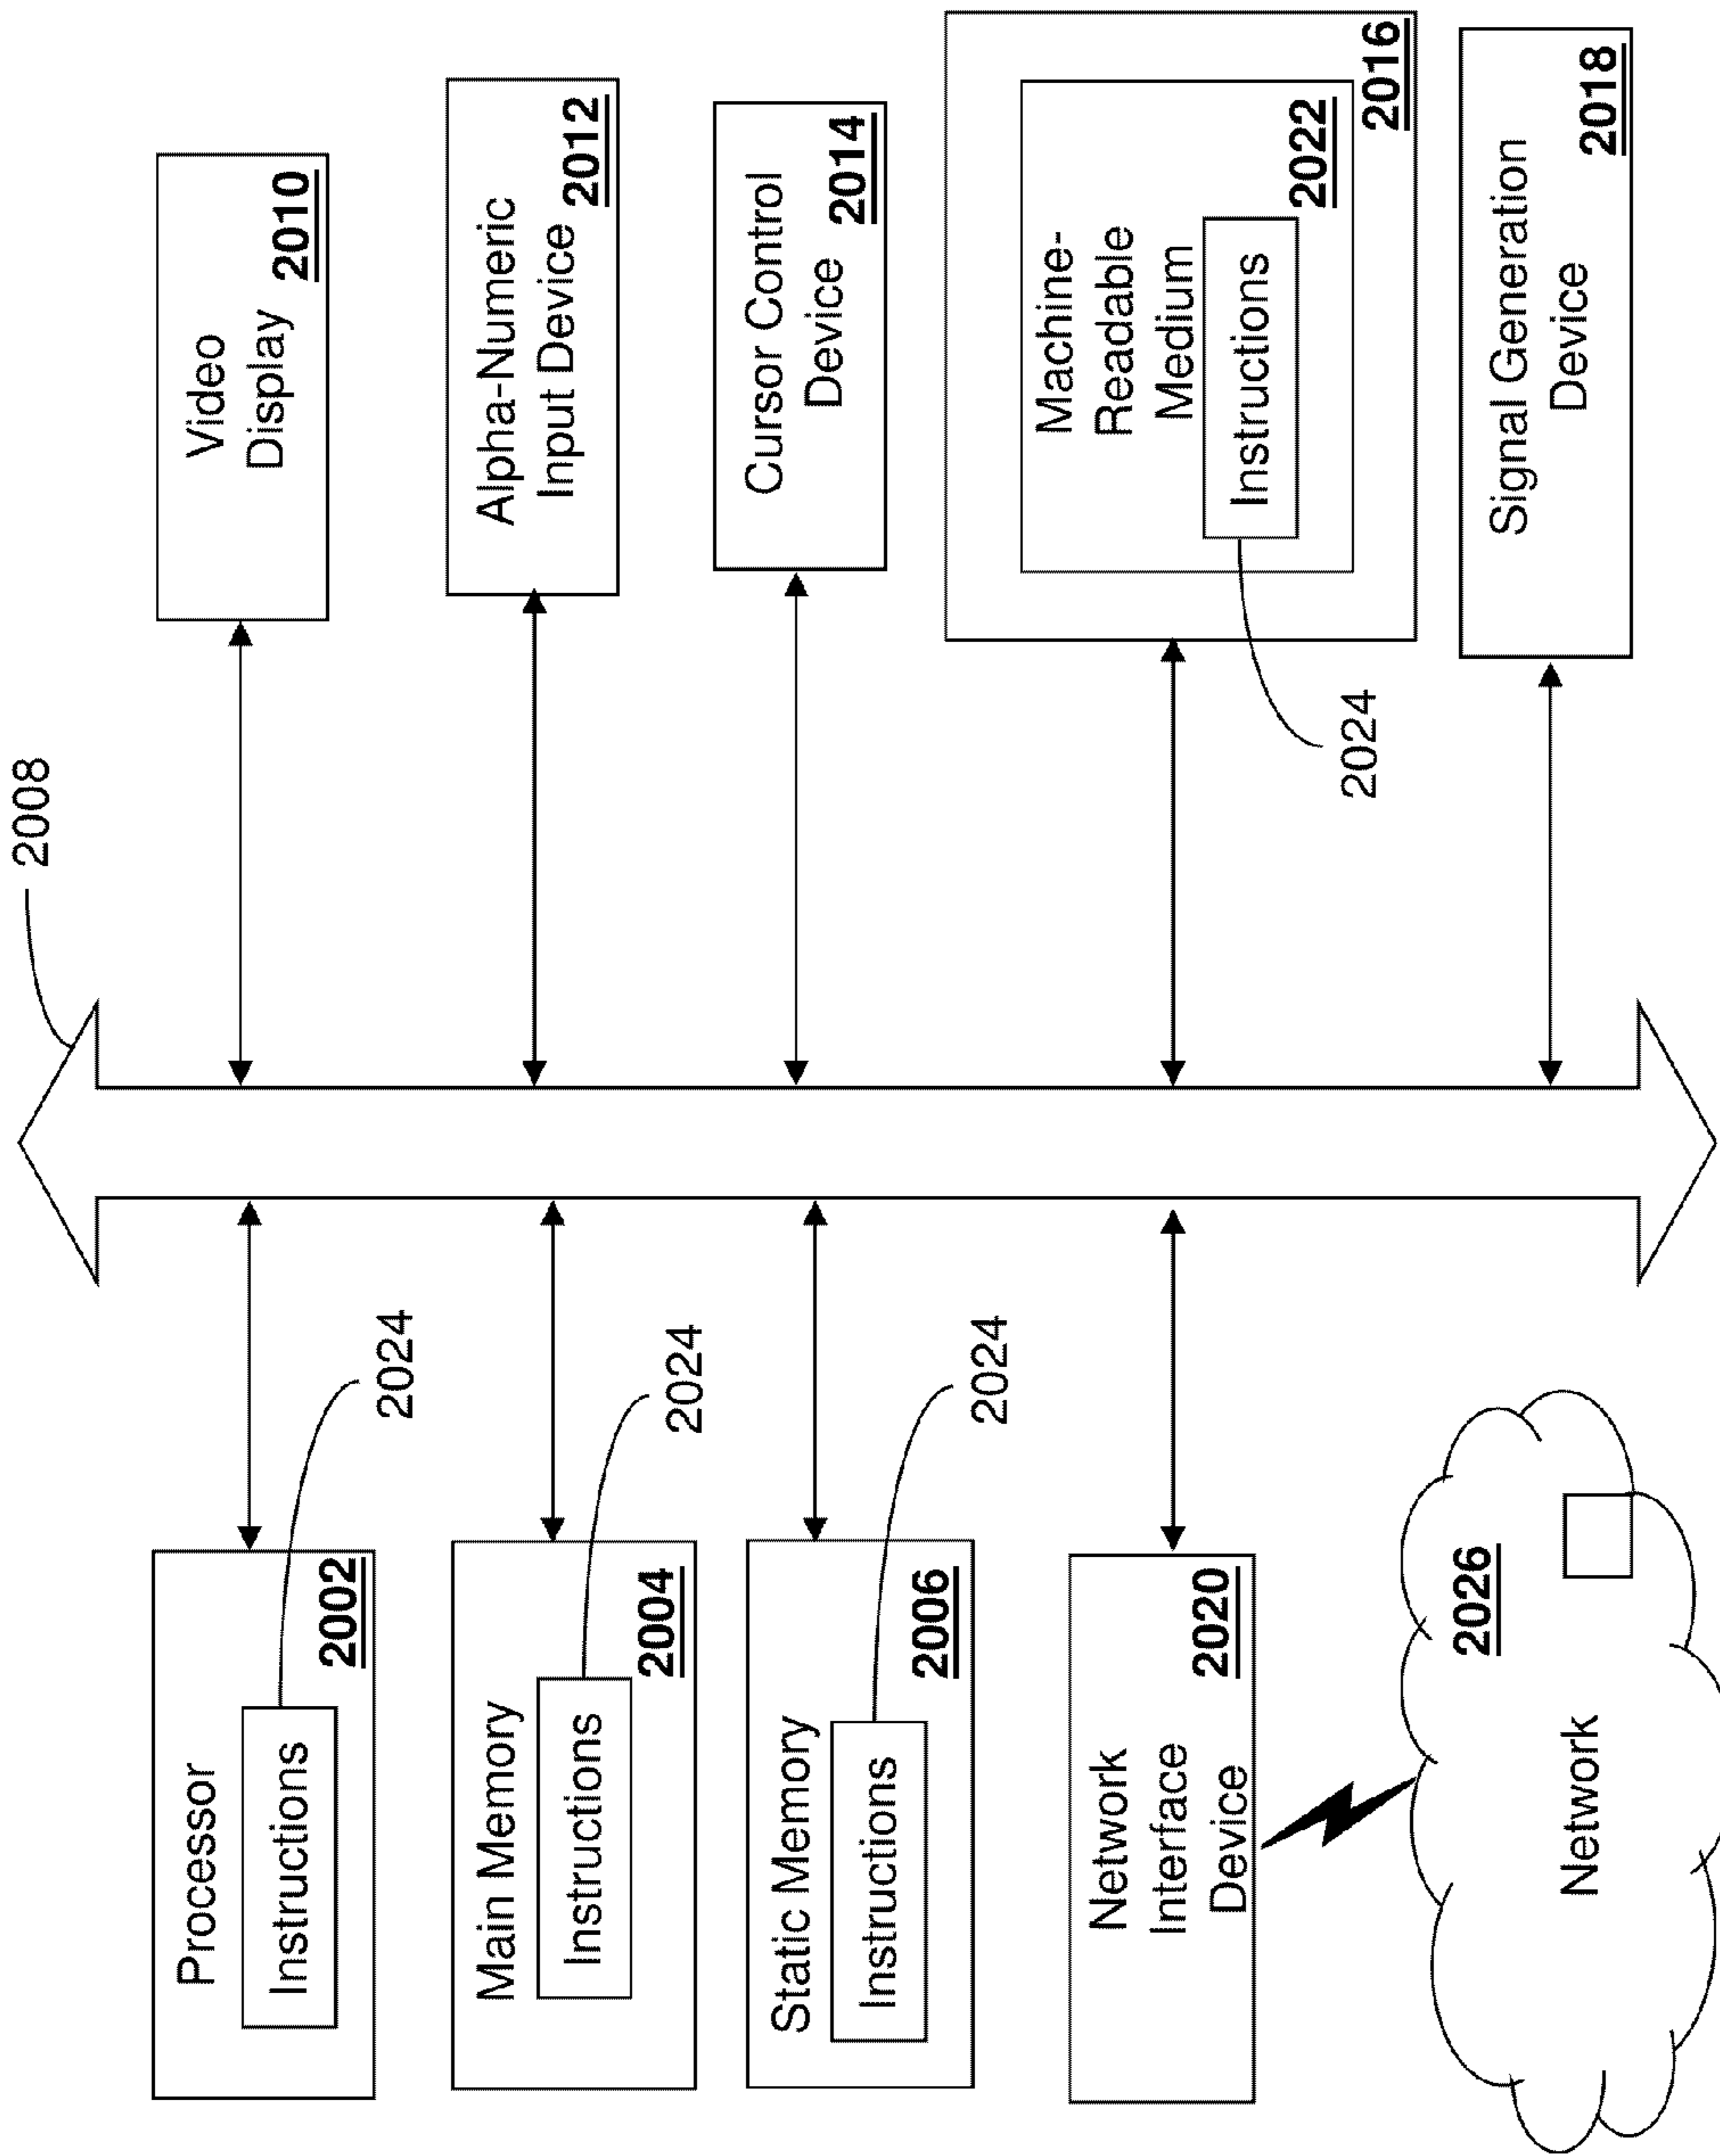 2008
Processor
Instructions
2002
2024
Main Memory
Instructions
2004
2024
Static Memory
Instructions
2006
2024
Network
Interface
Device
2020
2026
Network
Video
Display
2010
Alpha-Numeric
Input Device
2012
Cursor Control
Device
2014
Machine-
Readable
Medium
Instructions
2022
2016
2024
Signal Generation
Device
2018